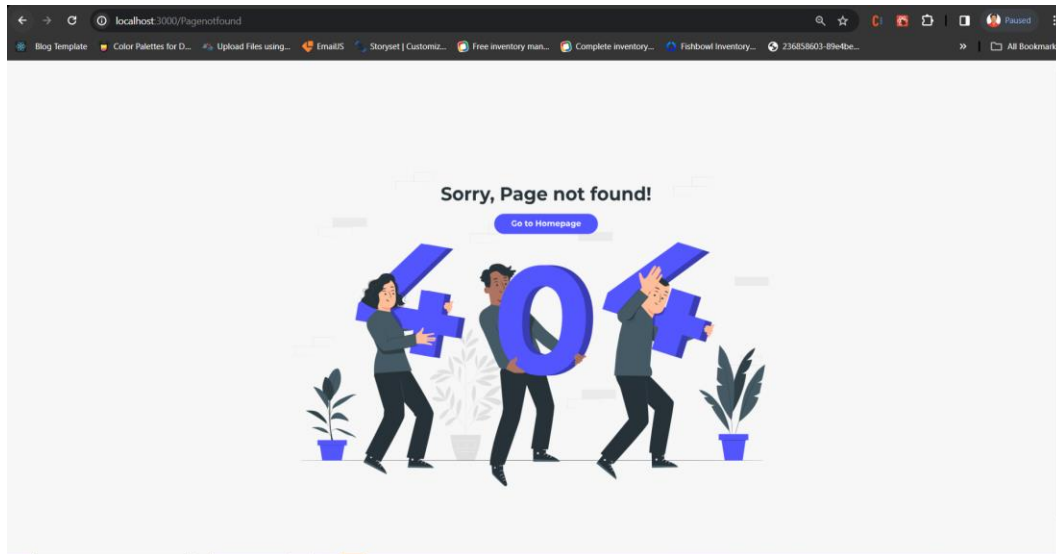 localhost:3000/Pagenotfound
Paused
Blog Template Color Palettes for D... Upload Files using... EmailJS Storyset | Customiz... Free inventory man... Complete inventory... Fishbowl Inventory... 236858603-89e4be... » All Bookmark
Sorry, Page not found!
Go to Homepage
404